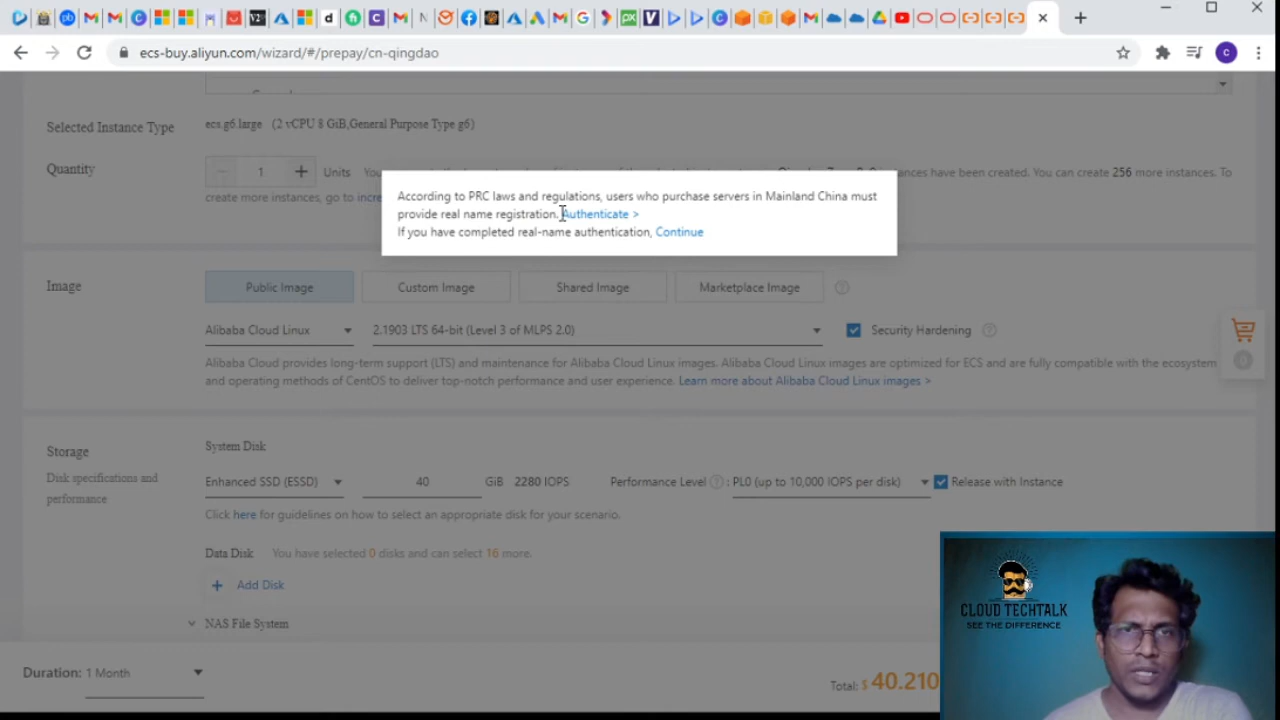 ecs-buy.aliyun.com/wizard/#/prepay/cn-qingdao
Selected Instance Type
ecs.g6.large (2 vCPU 8 GiB,General Purpose Type g6)
Quantity
1
Units
instances have been created. You can create 256 more instances. To
create more instances, go to
According to PRC laws and regulations, users who purchase servers in Mainland China must
provide real name registration. Authenticate >
If you have completed real-name authentication, Continue
Image
Public Image
Custom Image
Shared Image
Marketplace Image
Alibaba Cloud Linux
2.1903 LTS 64-bit (Level 3 of MLPS 2.0)
Security Hardening
Alibaba Cloud provides long-term support (LTS) and maintenance for Alibaba Cloud Linux images. Alibaba Cloud Linux images are optimized for ECS and are fully compatible with the ecosystem
and operating methods of CentOS to deliver top-notch performance and user experience. Learn more about Alibaba Cloud Linux images >
Storage
Disk specifications and
performance
System Disk
Enhanced SSD (ESSD)
40
GiB 2280 IOPS
Performance Level
: PL0 (up to 10,000 IOPS per disk)
Release with Instance
Click here for guidelines on how to select an appropriate disk for your scenario.
Data Disk You have selected 0 disks and can select 16 more.
+ Add Disk
NAS File System
Duration: 1 Month
Total: $ 40.210
CLOUD TECHTALK
SEE THE DIFFERENCE